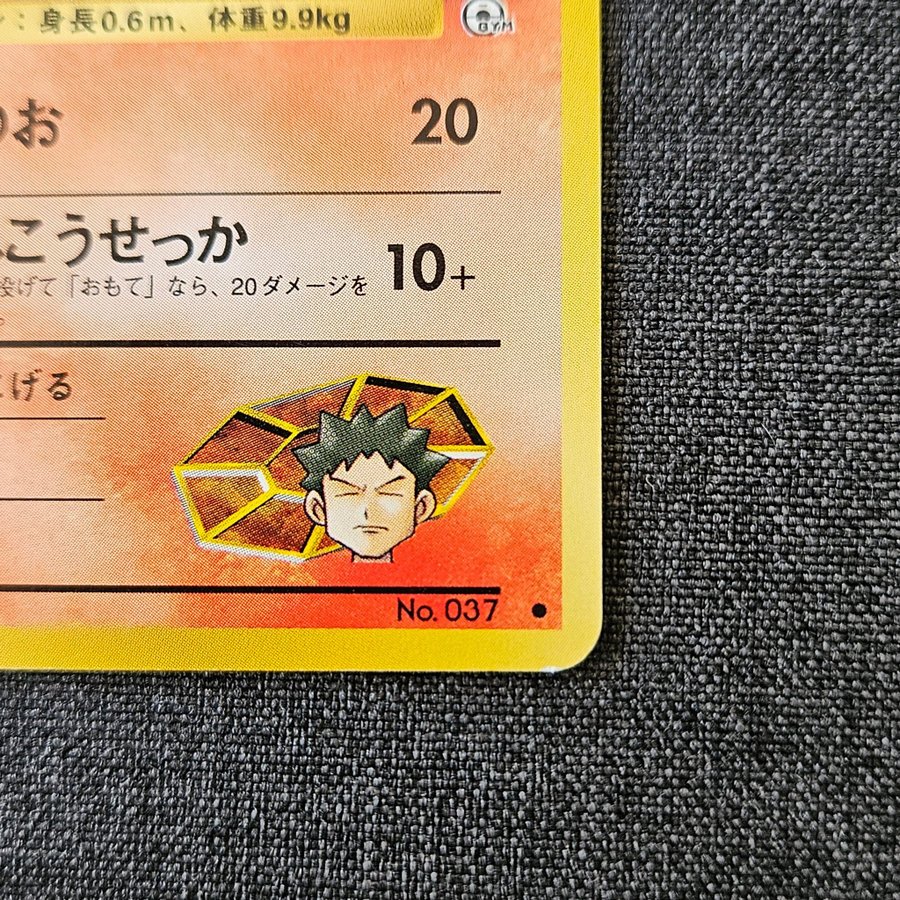 ：身長0.6m、体重9.9kg
GYM
お 20
こうせっか 10+
投げて「おもて」なら、20ダメージを
。
げる
No. 037 ●